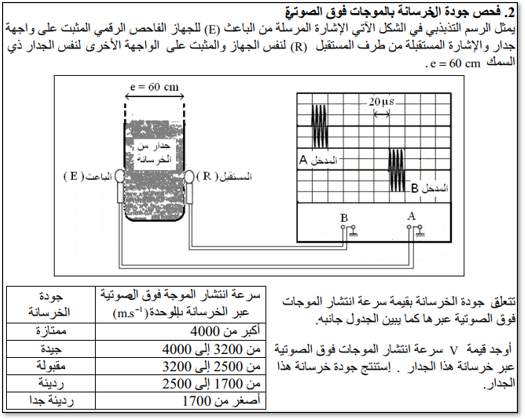 2. فحص جودة الخرسانة بالموجات فوق الصوتية
يمثل الرسم التذبذبي في الشكل الآتي الإشارة المرسلة من الباعث (E) للجهاز الفاحص الرقمي المثبت على واجهة
جدار والإشارة المستقبلة من طرف المستقبل (R) لنفس الجهاز والمثبت على الواجهة الأخرى لنفس الجدار ذي
السمك e = 60 cm .
e = 60 cm
جدار من
الخرسانة
الباعث (E)
المستقبل (R)
20µs
المدخل A
المدخل B
B
A
تتعلق جودة الخرسانة بقيمة سرعة انتشار الموجات
فوق الصوتية عبرها كما يبين الجدول جانبه.
أوجد قيمة V سرعة انتشار الموجات فوق الصوتية
عبر خرسانة هذا الجدار . إستنتج جودة خرسانة هذا
الجدار.
سرعة انتشار الموجة فوق الصوتية
عبر الخرسانة بالوحدة (m.s⁻¹)
جودة
الخرسانة
أكبر من 4000 ممتازة
من 3200 إلى 4000 جيدة
من 2500 إلى 3200 مقبولة
من 1700 إلى 2500 رديئة
أصغر من 1700 رديئة جدا